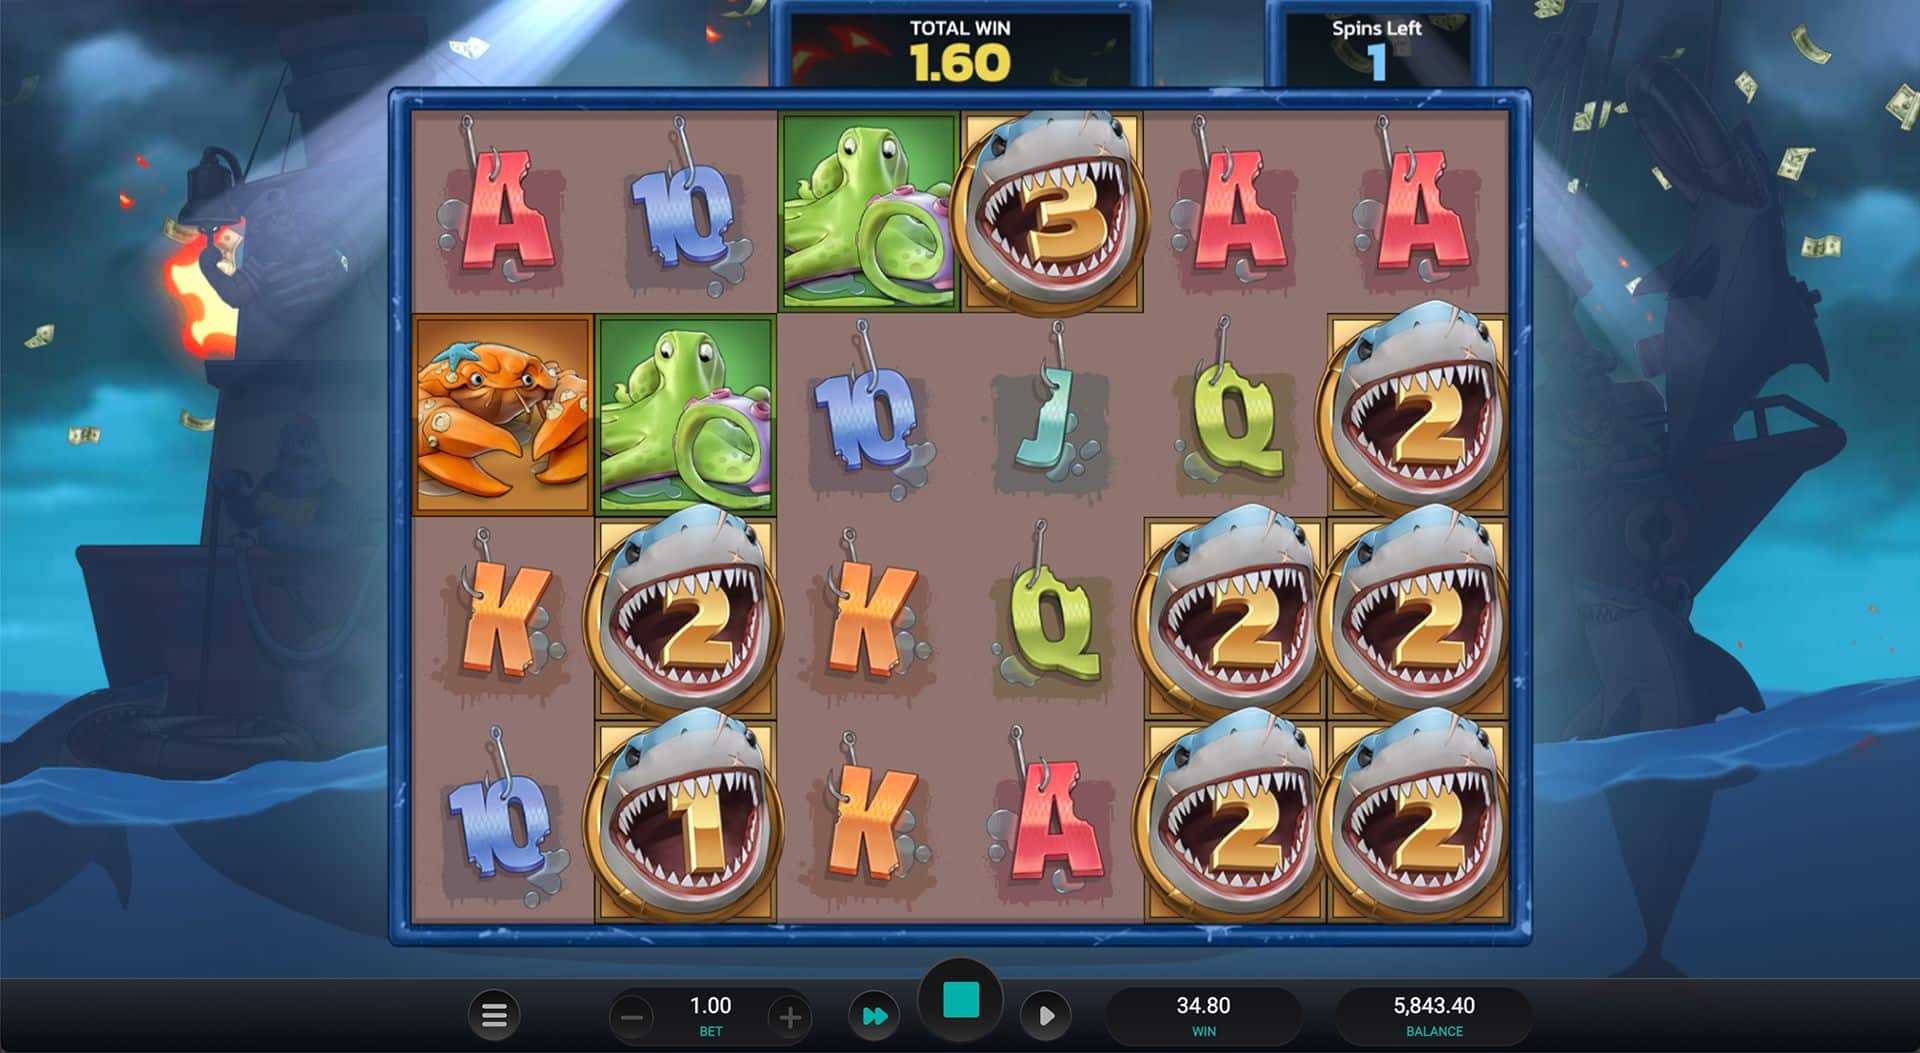 TOTAL WIN
1.60
Spins Left
1
A 10 3 A A
10 J Q 2
K 2 K Q 2 2
10 1 K A 2 2
1.00
BET
34.80
WIN
5,843.40
BALANCE